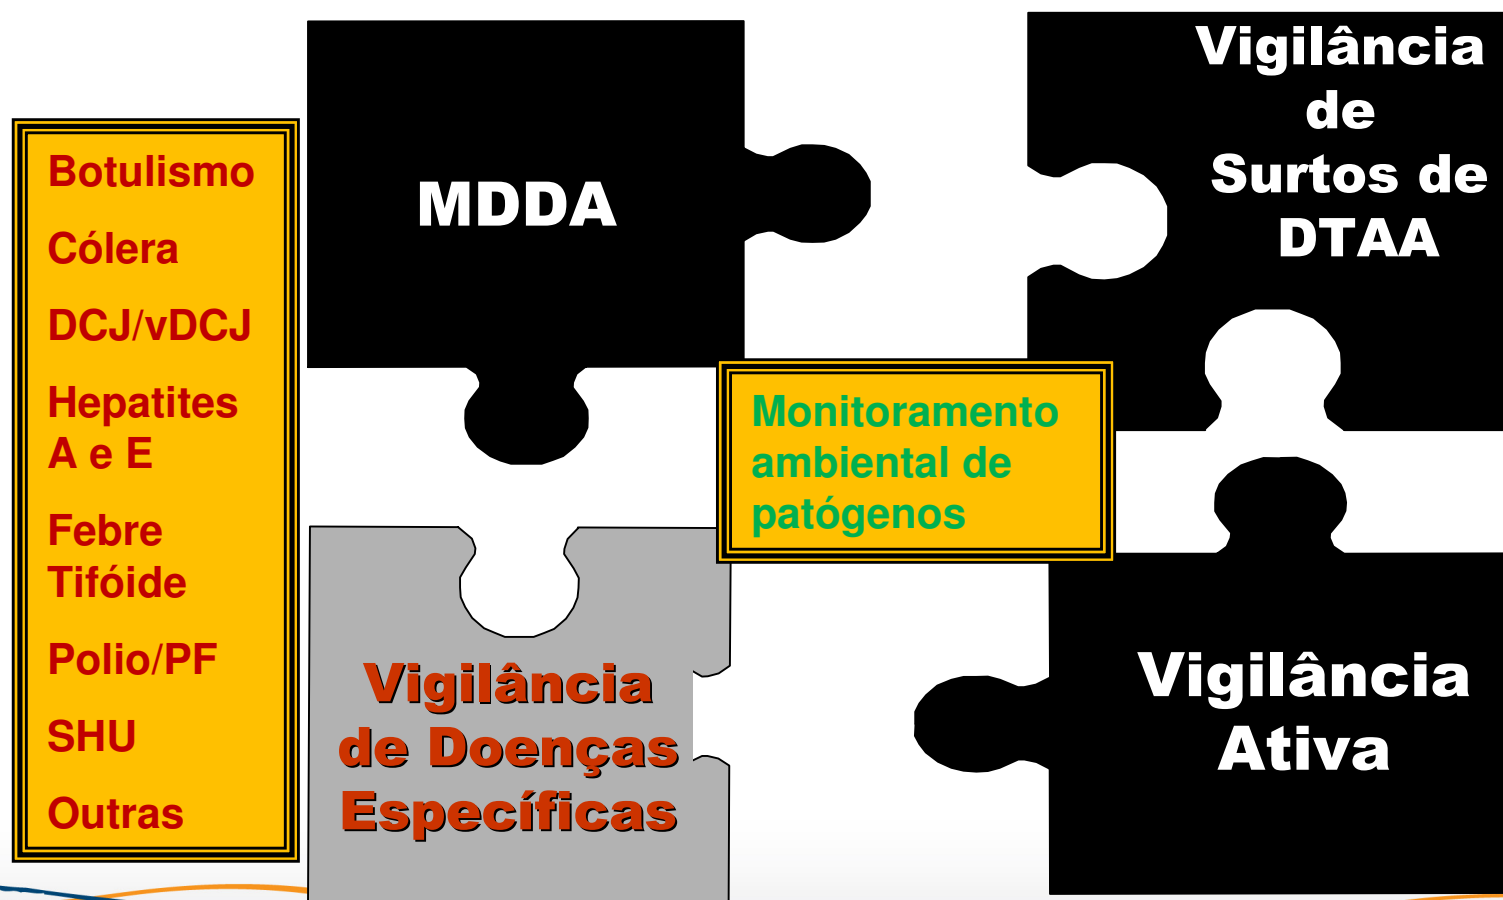 Botulismo
Cólera
DCJ/vDCJ
Hepatites
A e E
Febre
Tifóide
Polio/PF
SHU
Outras
MDDA
Vigilância
de
Surtos de
DTAA
Monitoramento
ambiental de
patógenos
Vigilância
de Doenças
Específicas
Vigilância
Ativa